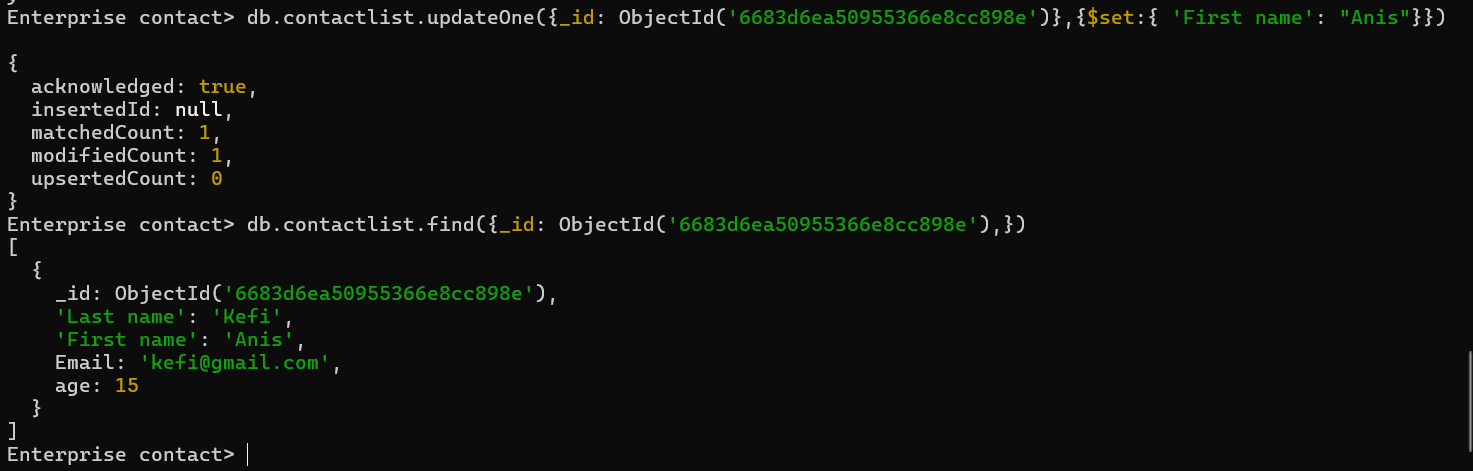 Enterprise contact> db.contactlist.updateOne({_id: ObjectId('6683d6ea50955366e8cc898e')},{$set:{ 'First name': "Anis"}})
{
  acknowledged: true,
  insertedId: null,
  matchedCount: 1,
  modifiedCount: 1,
  upsertedCount: 0
}
Enterprise contact> db.contactlist.find({_id: ObjectId('6683d6ea50955366e8cc898e'),})
[
  {
    _id: ObjectId('6683d6ea50955366e8cc898e'),
    'Last name': 'Kefi',
    'First name': 'Anis',
    Email: 'kefi@gmail.com',
    age: 15
  }
]
Enterprise contact>